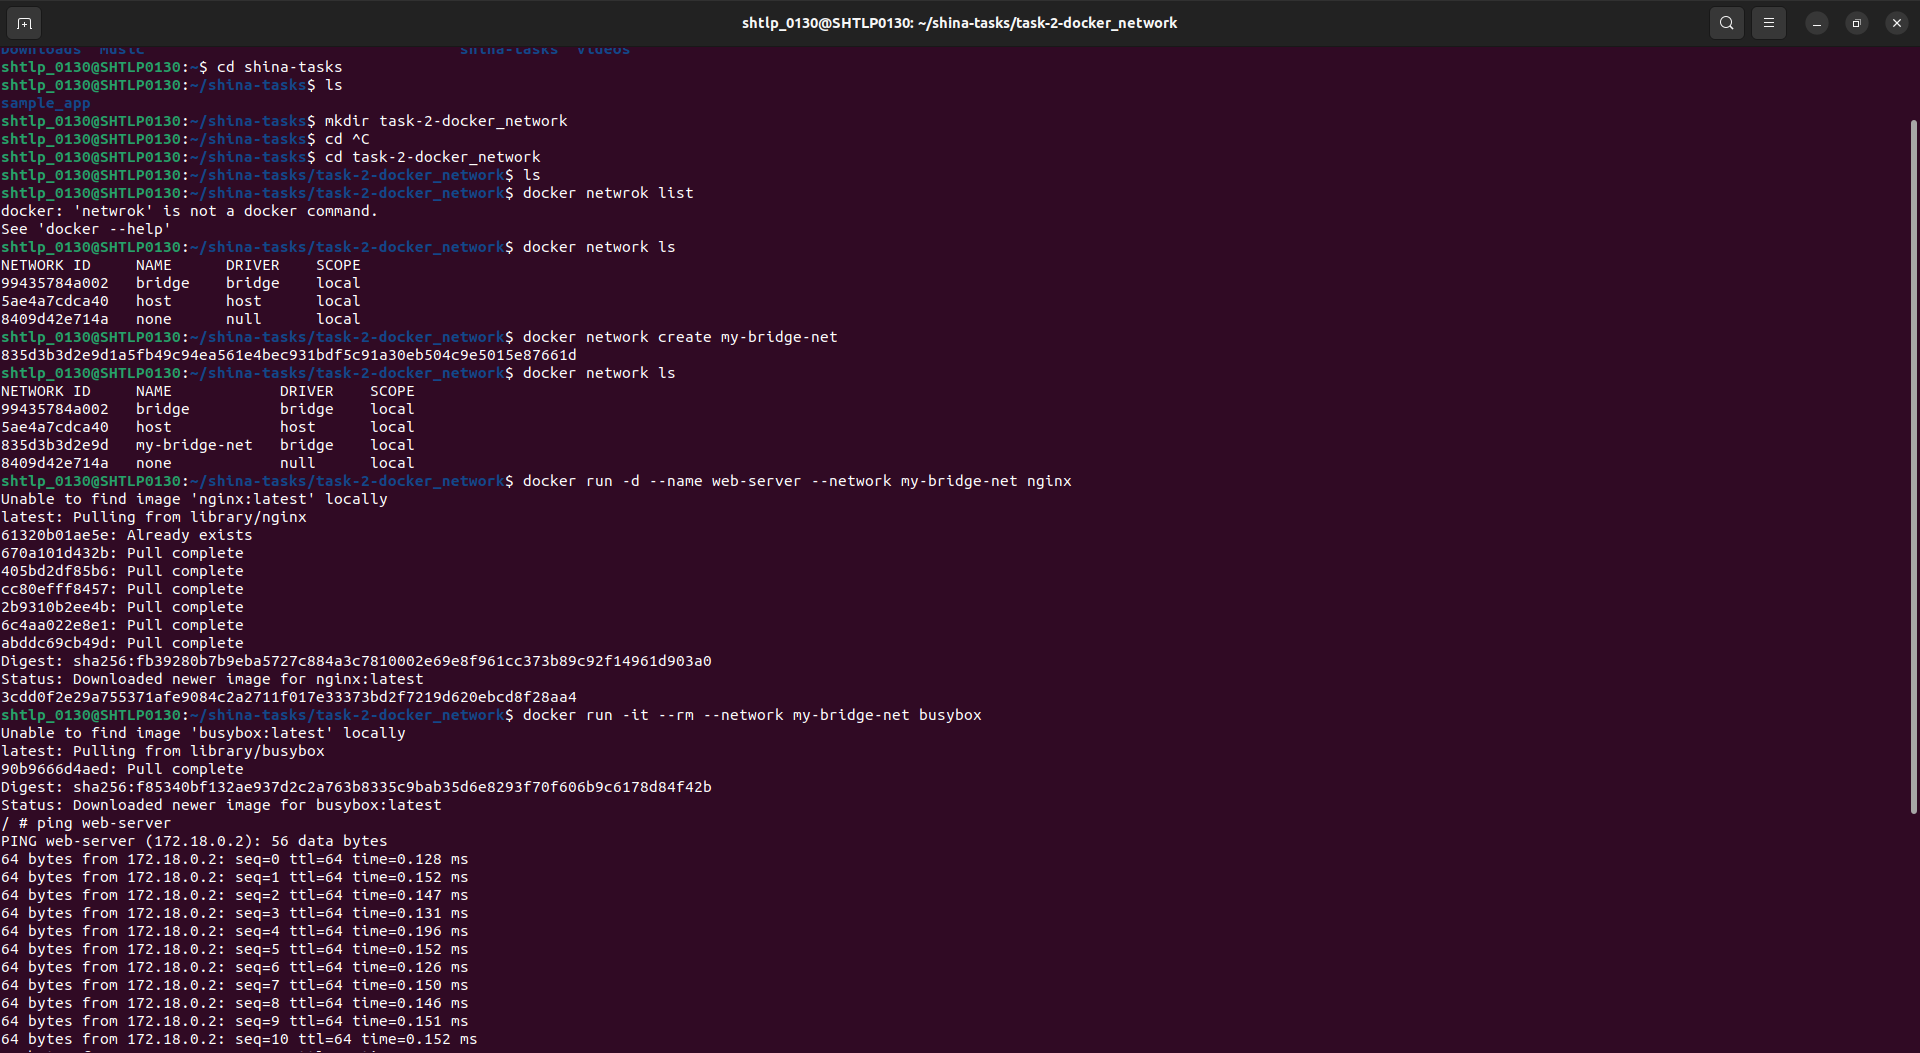 shtlp_0130@SHTLP0130: ~/shina-tasks/task-2-docker_network
Downloads  Music                                   shina-tasks  Videos
shtlp_0130@SHTLP0130:~$ cd shina-tasks
shtlp_0130@SHTLP0130:~/shina-tasks$ ls
sample_app
shtlp_0130@SHTLP0130:~/shina-tasks$ mkdir task-2-docker_network
shtlp_0130@SHTLP0130:~/shina-tasks$ cd ^C
shtlp_0130@SHTLP0130:~/shina-tasks$ cd task-2-docker_network
shtlp_0130@SHTLP0130:~/shina-tasks/task-2-docker_network$ ls
shtlp_0130@SHTLP0130:~/shina-tasks/task-2-docker_network$ docker netwrok list
docker: 'netwrok' is not a docker command.
See 'docker --help'
shtlp_0130@SHTLP0130:~/shina-tasks/task-2-docker_network$ docker network ls
NETWORK ID     NAME      DRIVER    SCOPE
99435784a002   bridge    bridge    local
5ae4a7cdca40   host      host      local
8409d42e714a   none      null      local
shtlp_0130@SHTLP0130:~/shina-tasks/task-2-docker_network$ docker network create my-bridge-net
835d3b3d2e9d1a5fb49c94ea561e4bec931bdf5c91a30eb504c9e5015e87661d
shtlp_0130@SHTLP0130:~/shina-tasks/task-2-docker_network$ docker network ls
NETWORK ID     NAME            DRIVER    SCOPE
99435784a002   bridge          bridge    local
5ae4a7cdca40   host            host      local
835d3b3d2e9d   my-bridge-net   bridge    local
8409d42e714a   none            null      local
shtlp_0130@SHTLP0130:~/shina-tasks/task-2-docker_network$ docker run -d --name web-server --network my-bridge-net nginx
Unable to find image 'nginx:latest' locally
latest: Pulling from library/nginx
61320b01ae5e: Already exists
670a101d432b: Pull complete
405bd2df85b6: Pull complete
cc80efff8457: Pull complete
2b9310b2ee4b: Pull complete
6c4aa022e8e1: Pull complete
abddc69cb49d: Pull complete
Digest: sha256:fb39280b7b9eba5727c884a3c7810002e69e8f961cc373b89c92f14961d903a0
Status: Downloaded newer image for nginx:latest
3cdd0f2e29a755371afe9084c2a2711f017e33373bd2f7219d620ebcd8f28aa4
shtlp_0130@SHTLP0130:~/shina-tasks/task-2-docker_network$ docker run -it --rm --network my-bridge-net busybox
Unable to find image 'busybox:latest' locally
latest: Pulling from library/busybox
90b9666d4aed: Pull complete
Digest: sha256:f85340bf132ae937d2c2a763b8335c9bab35d6e8293f70f606b9c6178d84f42b
Status: Downloaded newer image for busybox:latest
/ # ping web-server
PING web-server (172.18.0.2): 56 data bytes
64 bytes from 172.18.0.2: seq=0 ttl=64 time=0.128 ms
64 bytes from 172.18.0.2: seq=1 ttl=64 time=0.152 ms
64 bytes from 172.18.0.2: seq=2 ttl=64 time=0.147 ms
64 bytes from 172.18.0.2: seq=3 ttl=64 time=0.131 ms
64 bytes from 172.18.0.2: seq=4 ttl=64 time=0.196 ms
64 bytes from 172.18.0.2: seq=5 ttl=64 time=0.152 ms
64 bytes from 172.18.0.2: seq=6 ttl=64 time=0.126 ms
64 bytes from 172.18.0.2: seq=7 ttl=64 time=0.150 ms
64 bytes from 172.18.0.2: seq=8 ttl=64 time=0.146 ms
64 bytes from 172.18.0.2: seq=9 ttl=64 time=0.151 ms
64 bytes from 172.18.0.2: seq=10 ttl=64 time=0.152 ms